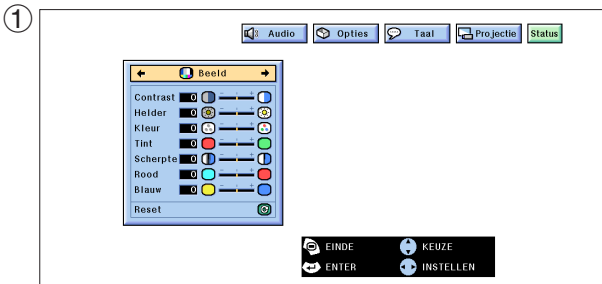 ①
Audio Opties Taal Projectie Status
Beeld
Contrast 0
Helder 0
Kleur 0
Tint 0
Scherpte 0
Rood 0
Blauw 0
Reset
EINDE KEUZE
ENTER INSTELLEN